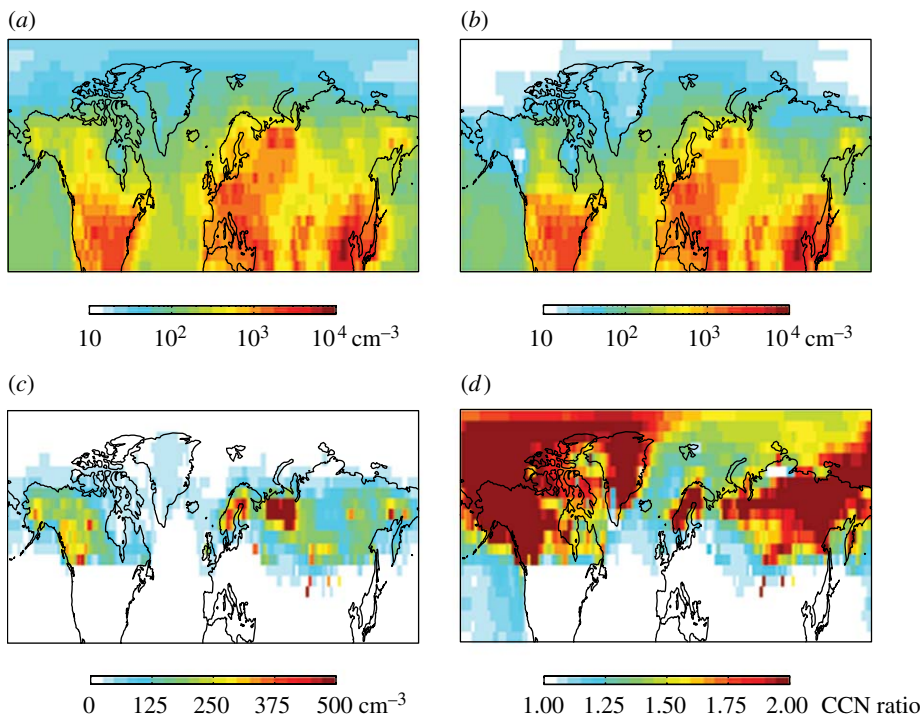 (a)
(b)
10 10² 10³ 10⁴ cm⁻³
10 10² 10³ 10⁴ cm⁻³
(c)
(d)
0 125 250 375 500 cm⁻³
1.00 1.25 1.50 1.75 2.00 CCN ratio